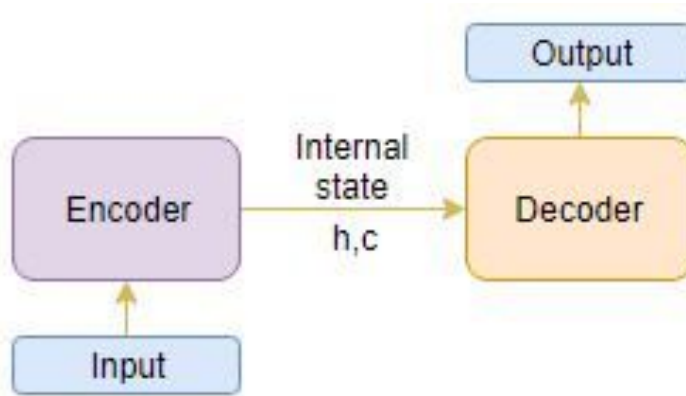 Output
Internal
state
Encoder
Decoder
h,c
Input